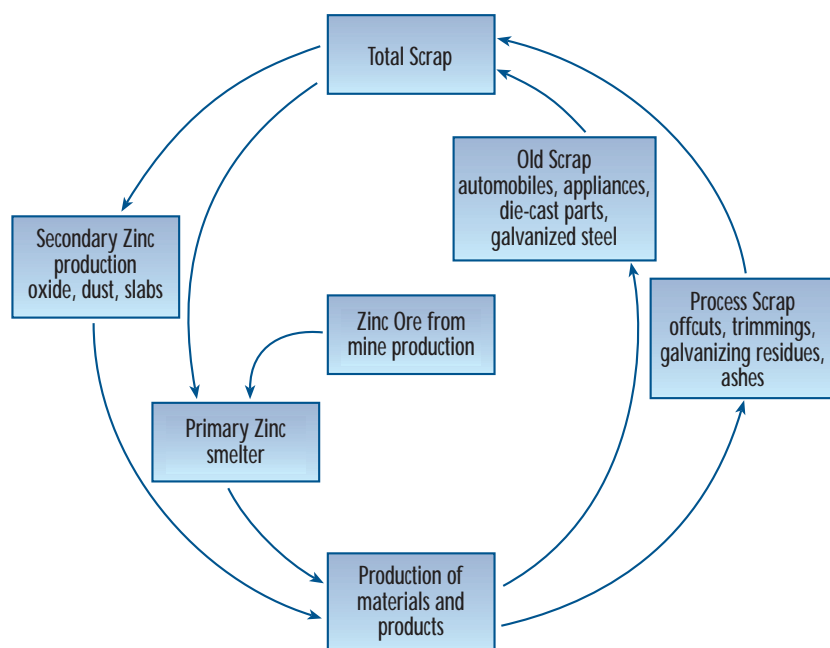 Total Scrap
Old Scrap
automobiles, appliances,
die-cast parts,
galvanized steel
Secondary Zinc
production
oxide, dust, slabs
Process Scrap
offcuts, trimmings,
galvanizing residues,
ashes
Zinc Ore from
mine production
Primary Zinc
smelter
Production of
materials and
products